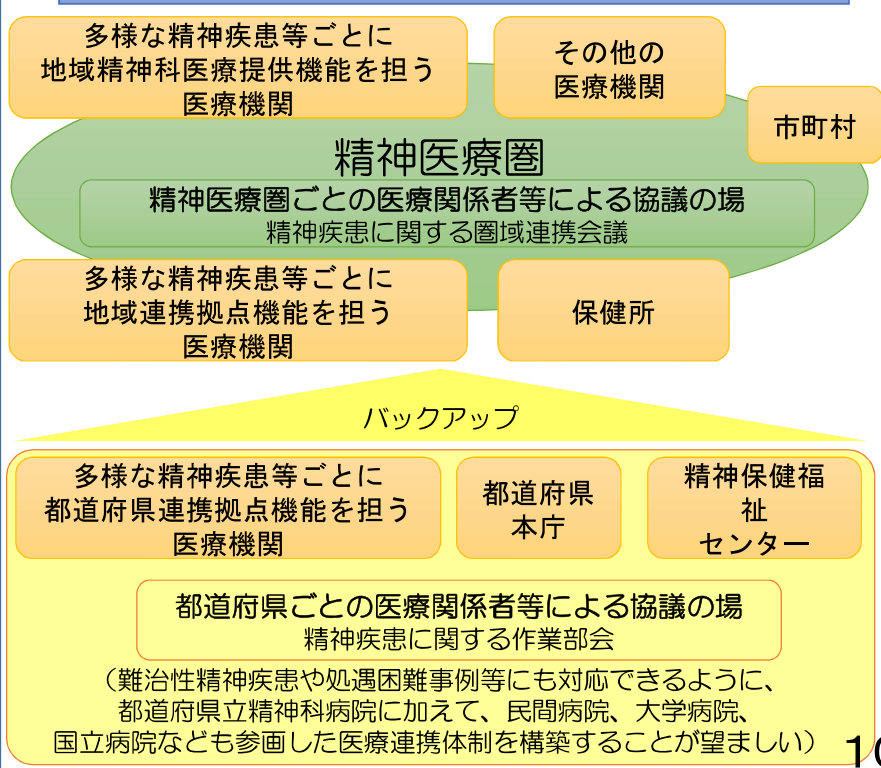 多様な精神疾患等ごとに
地域精神科医療提供機能を担う
医療機関
その他の
医療機関
市町村
精神医療圏
精神医療圏ごとの医療関係者等による協議の場
精神疾患に関する圏域連携会議
多様な精神疾患等ごとに
地域連携拠点機能を担う
医療機関
保健所
バックアップ
多様な精神疾患等ごとに
都道府県連携拠点機能を担う
医療機関
都道府県
本庁
精神保健福
祉
センター
都道府県ごとの医療関係者等による協議の場
精神疾患に関する作業部会
（難治性精神疾患や処遇困難事例等にも対応できるように、
都道府県立精神科病院に加えて、民間病院、大学病院、
国立病院なども参画した医療連携体制を構築することが望ましい）